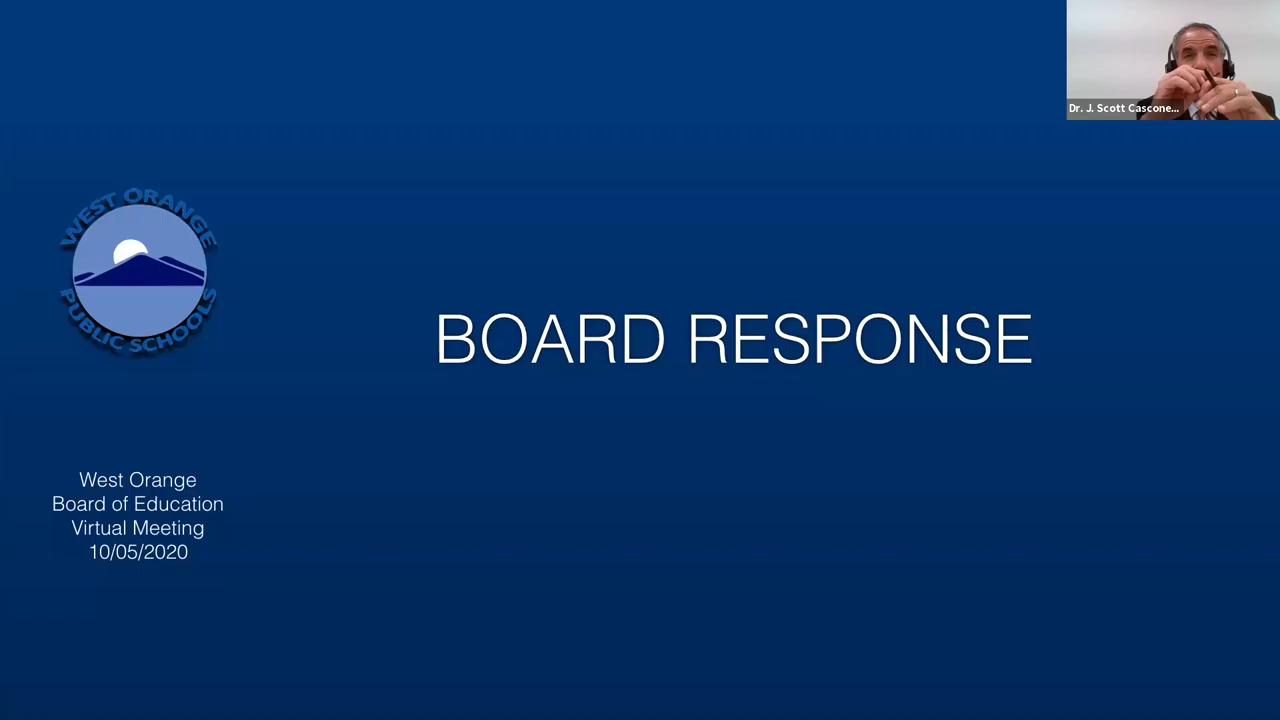 Dr. J. Scott Cascone...
WEST ORANGE
PUBLIC SCHOOLS
BOARD RESPONSE
West Orange
Board of Education
Virtual Meeting
10/05/2020